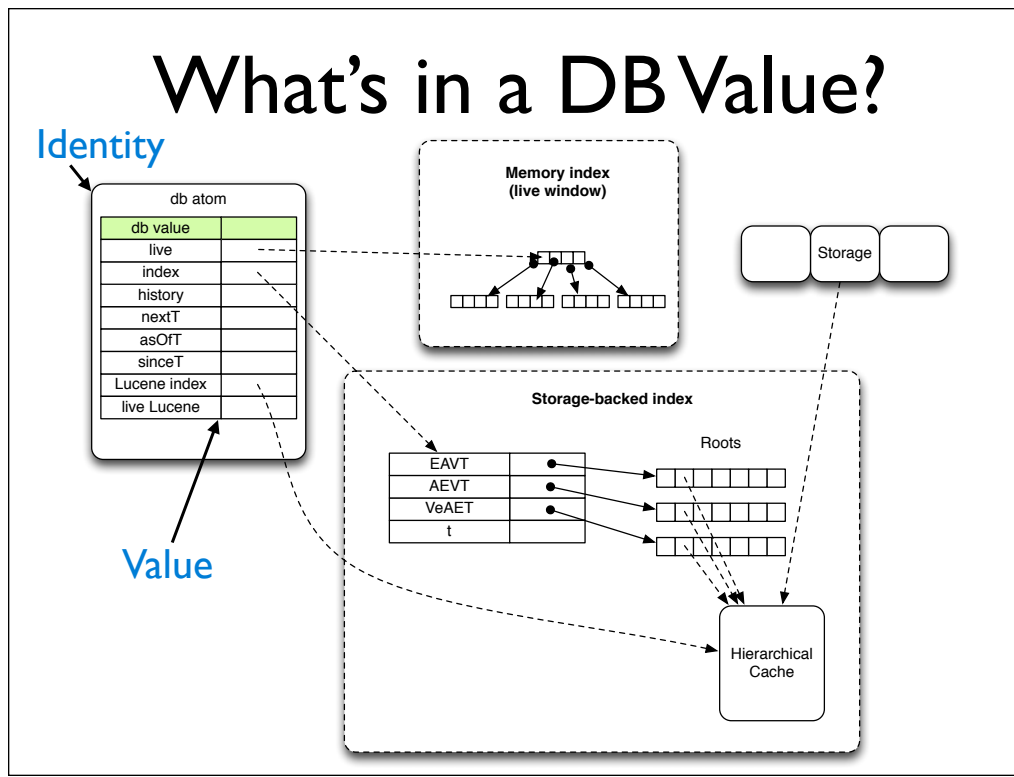 What's in a DB Value?
Identity
db atom
db value
live
index
history
nextT
asOfT
sinceT
Lucene index
live Lucene
Value
Memory index
(live window)
Storage
Storage-backed index
Roots
EAVT
AEVT
VeAET
t
Hierarchical
Cache